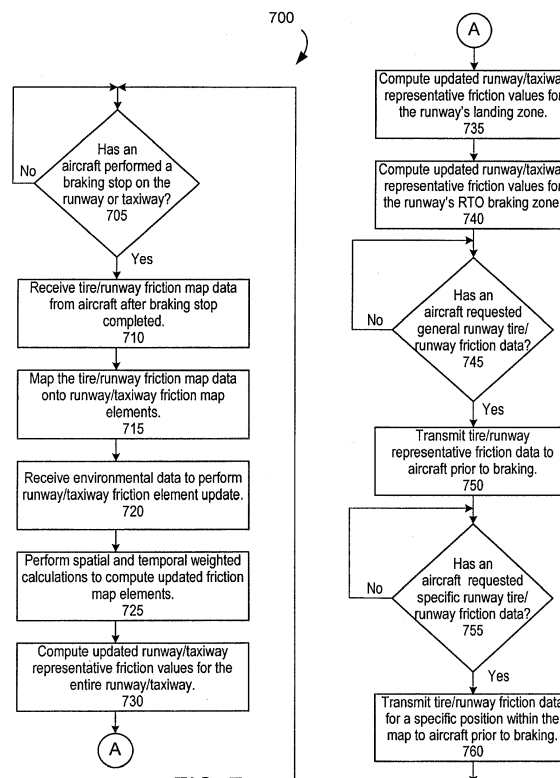 700
Has an
aircraft performed a
braking stop on the
runway or taxiway?
705
No
Yes
Receive tire/runway friction map data
from aircraft after braking stop
completed.
710
Map the tire/runway friction map data
onto runway/taxiway friction map
elements.
715
Receive environmental data to perform
runway/taxiway friction element update.
720
Perform spatial and temporal weighted
calculations to compute updated friction
map elements.
725
Compute updated runway/taxiway
representative friction values for the
entire runway/taxiway.
730
A
A
Compute updated
representative friction values
the runway's landing zone.
735
Compute updated
representative friction values
the runway's RTO braking zone
740
Has an
aircraft requested
general runway tire/
runway friction data?
745
No
Yes
Transmit tire/runway
representative friction data to
aircraft prior to braking.
750
Has an
aircraft requested
specific runway tire/
runway friction data?
755
No
Yes
Transmit tire/runway friction data
for a specific position within the
map to aircraft prior to braking.
760